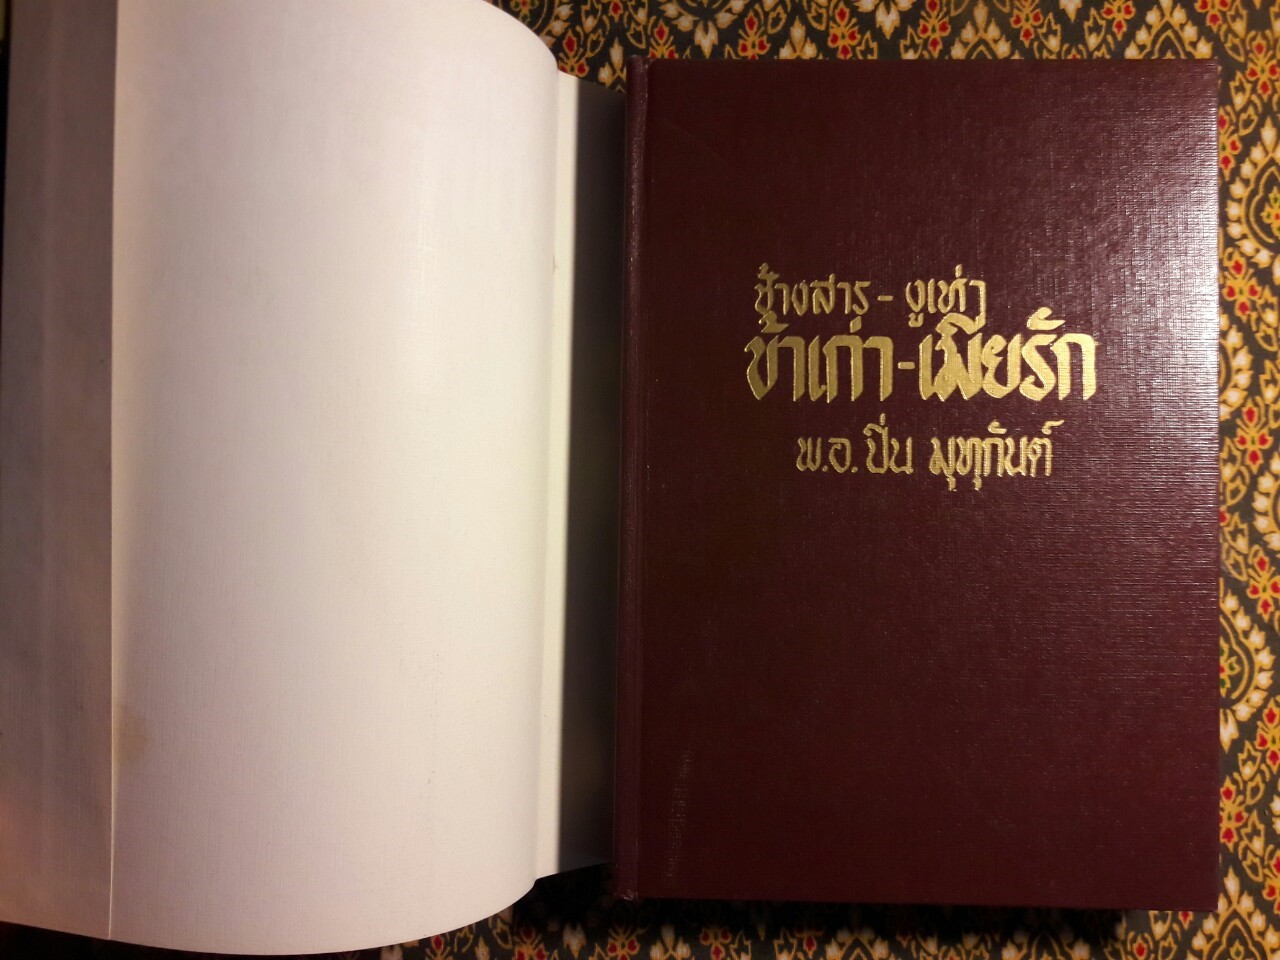 ช้างสาร - งูเห่า
ข้าเก่า - เมียรัก
พ.อ. ปิ่น มุทุกันต์